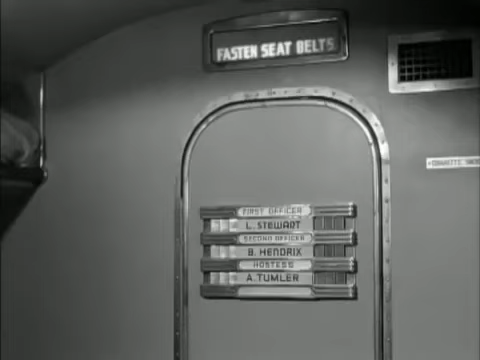 FASTEN SEAT BELTS
FIRST OFFICER
L. STEWART
SECOND OFFICER
B. HENDRIX
HOSTESS
A. TUMLER